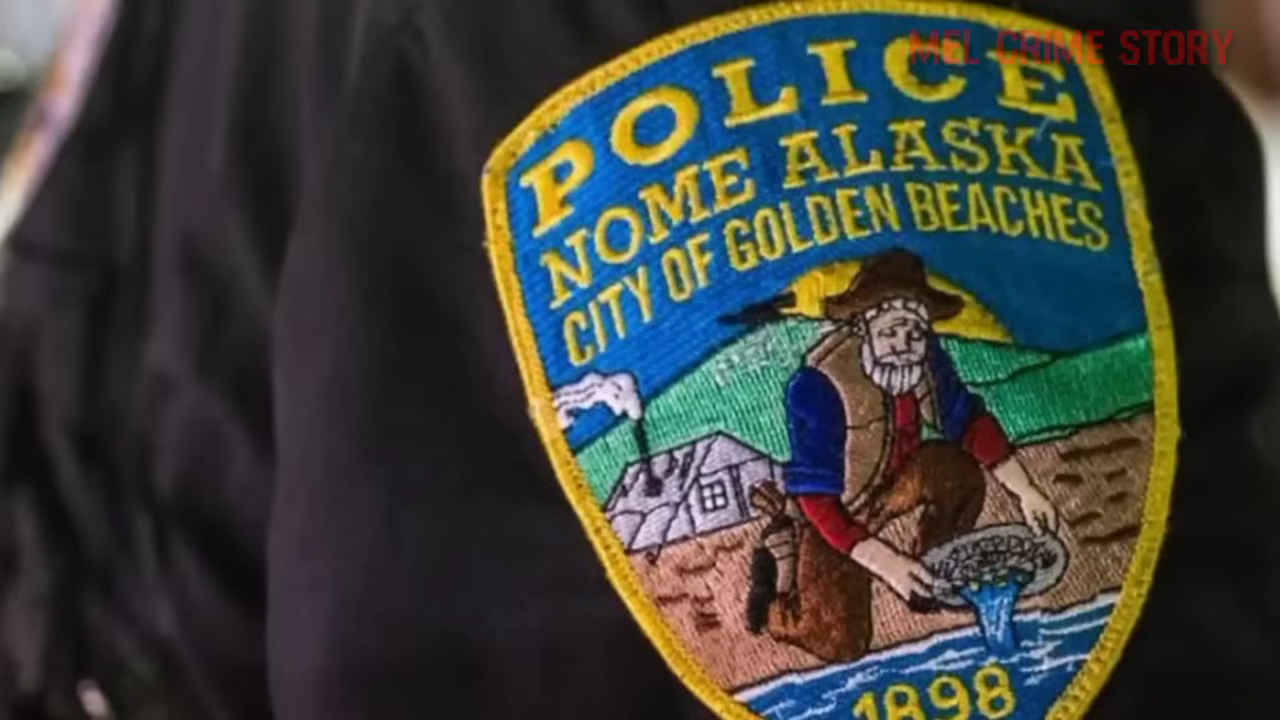 MEL CRIME STORY
POLICE
NOME ALASKA
CITY OF GOLDEN BEACHES
1898